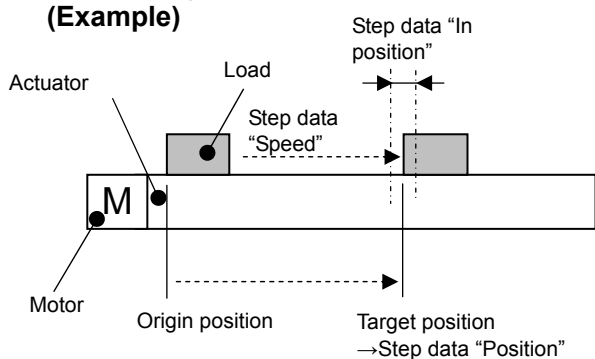 (Example)
Step data “In
position”
Load
Actuator
Step data
“Speed”
M
Motor
Origin position
Target position
→Step data “Position”